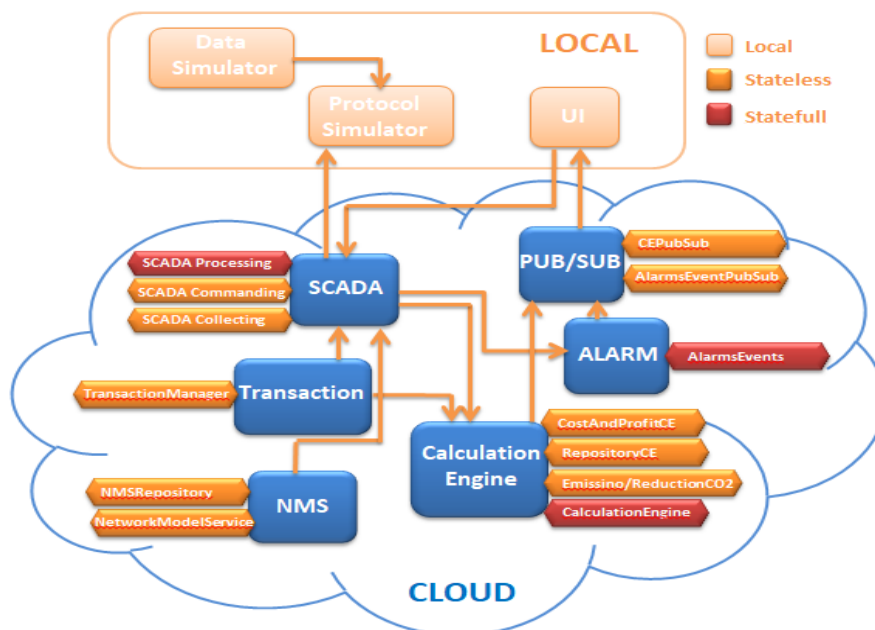 LOCAL
Data
Simulator
Protocol
Simulator
UI
Local
Stateless
Statefull
SCADA Processing
SCADA Commanding
SCADA Collecting
SCADA
PUB/SUB
CEPubSub
AlarmsEventPubSub
ALARM
AlarmsEvents
TransactionManager
Transaction
Calculation
Engine
CostAndProfitCE
RepositoryCE
Emissino/ReductionCO2
CalculationEngine
NMSRepository
NetworkModelService
NMS
CLOUD